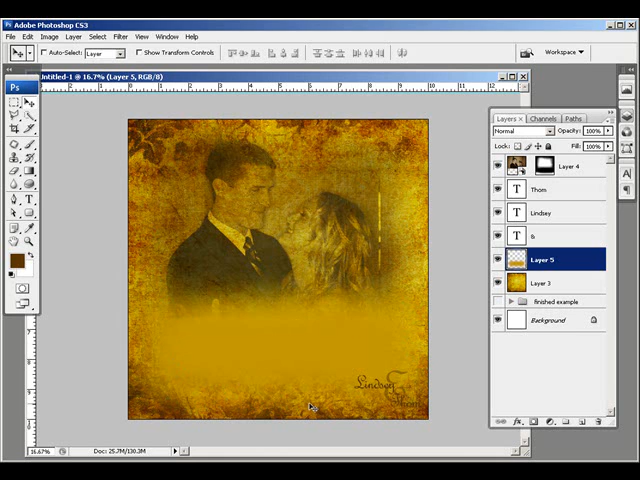 Adobe Photoshop CS3
File Edit Image Layer Select Filter View Window Help
Auto-Select: Layer Show Transform Controls Workspace
Untitled-1 @ 16.7% (Layer 5, RGB/8)
Ps
Layers Channels Paths
Normal Opacity: 100%
Lock: Fill: 100%
Layer 4
T Thom
T Lindsey
T &
Layer 5
Layer 3
finished example
Background
Lindsey
&
Thom
16.67% Doc: 25.7M/130.3M